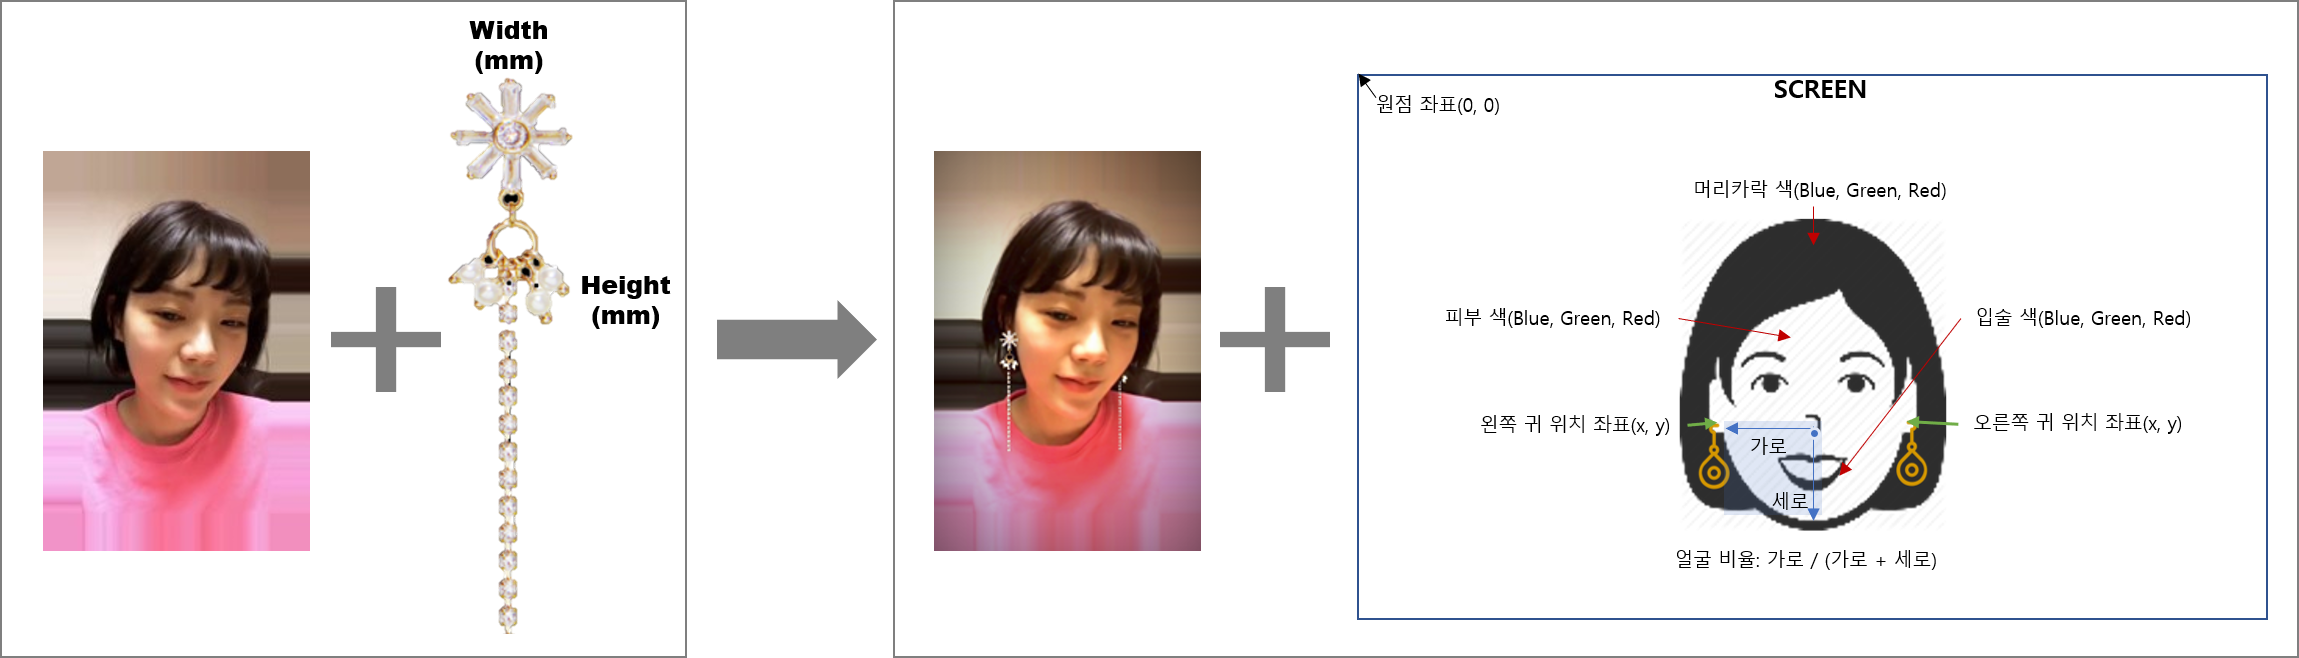 Width
(mm)
Height
(mm)
SCREEN
원점 좌표(0, 0)
머리카락 색(Blue, Green, Red)
피부 색(Blue, Green, Red)
입술 색(Blue, Green, Red)
왼쪽 귀 위치 좌표(x, y)
오른쪽 귀 위치 좌표(x, y)
가로
세로
얼굴 비율: 가로 / (가로 + 세로)